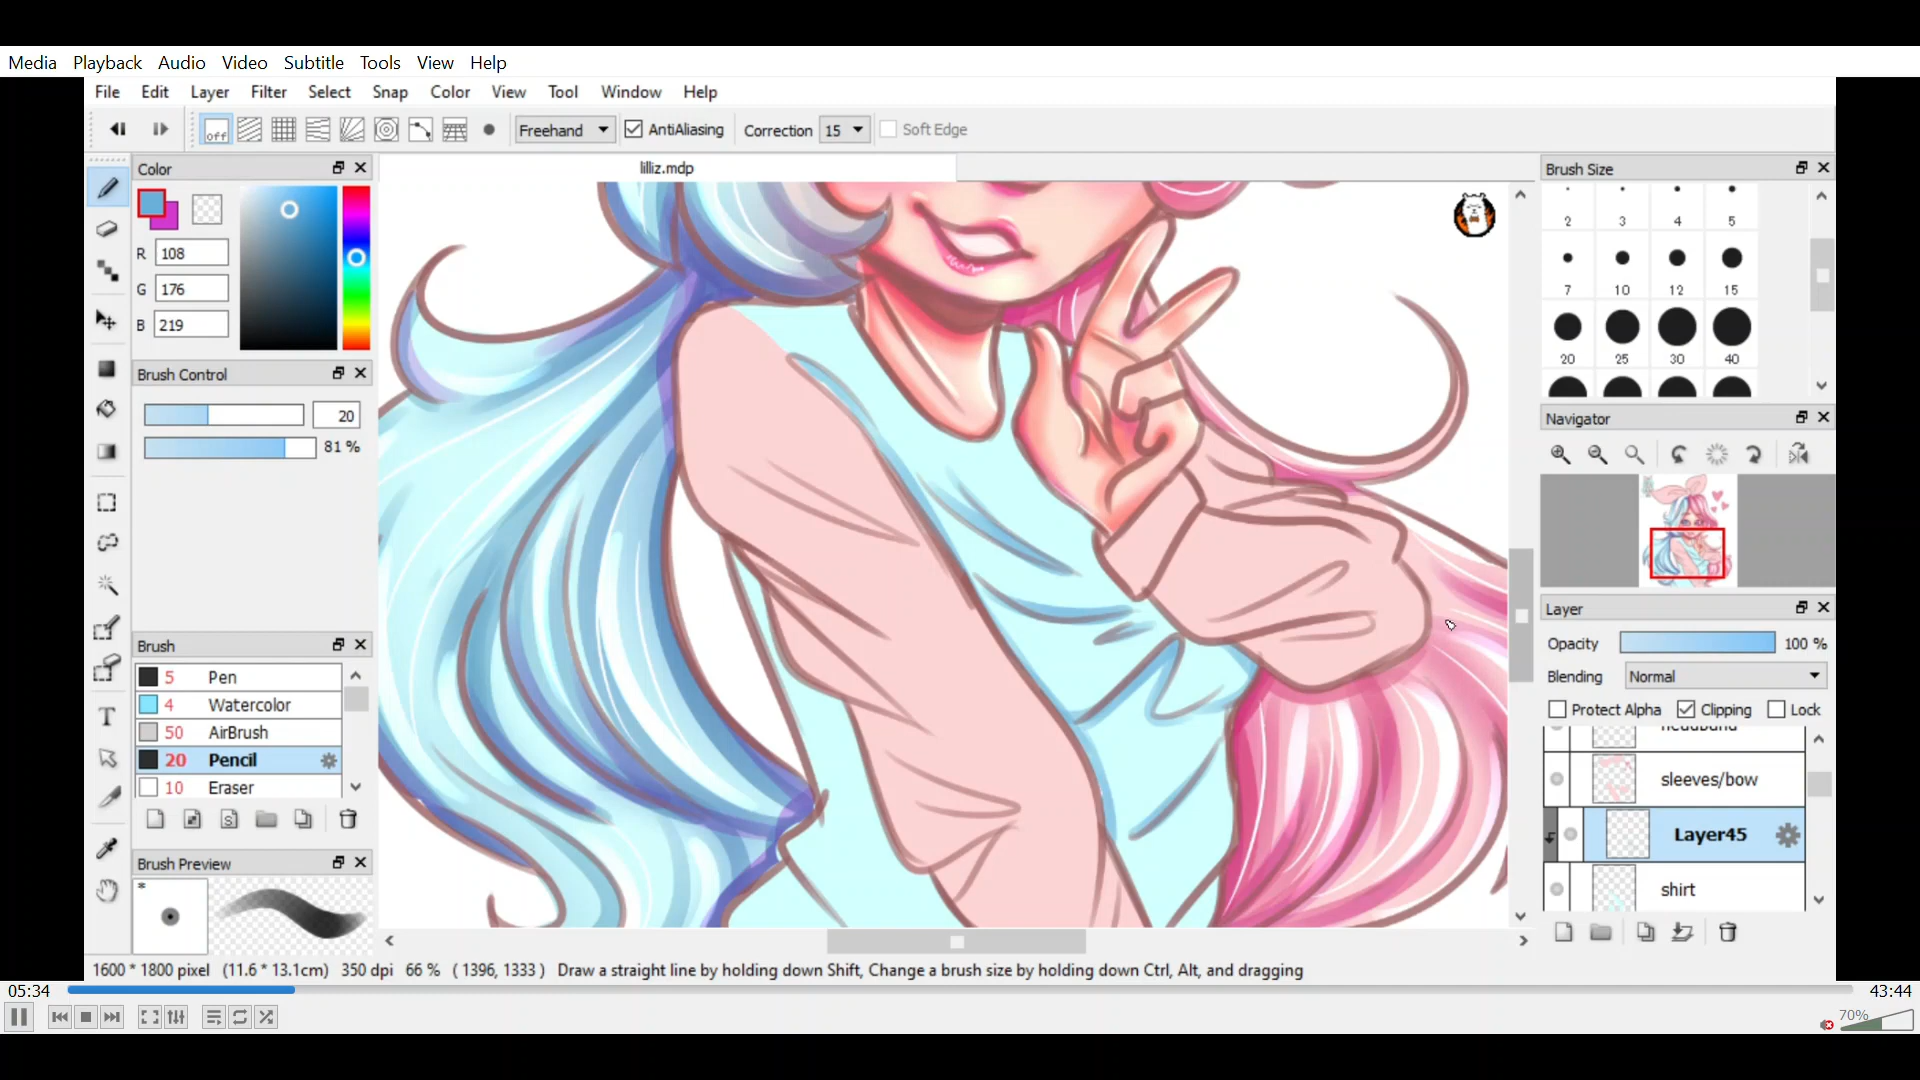 Media Playback Audio Video Subtitle Tools View Help
File Edit Layer Filter Select Snap Color View Tool Window Help
off Freehand AntiAliasing Correction 15 Soft Edge
Color
lilliz.mdp
Brush Size
R 108
G 176
B 219
2 3 4 5
7 10 12 15
20 25 30 40
Brush Control
20
81 %
Navigator
Layer
Opacity 100 %
Blending Normal
Protect Alpha Clipping Lock
headband
sleeves/bow
Layer45
shirt
Brush
5 Pen
4 Watercolor
50 AirBrush
20 Pencil
10 Eraser
Brush Preview
*
1600 * 1800 pixel (11.6 * 13.1cm) 350 dpi 66 % ( 1396, 1333 ) Draw a straight line by holding down Shift, Change a brush size by holding down Ctrl, Alt, and dragging
05:34 43:44
70%